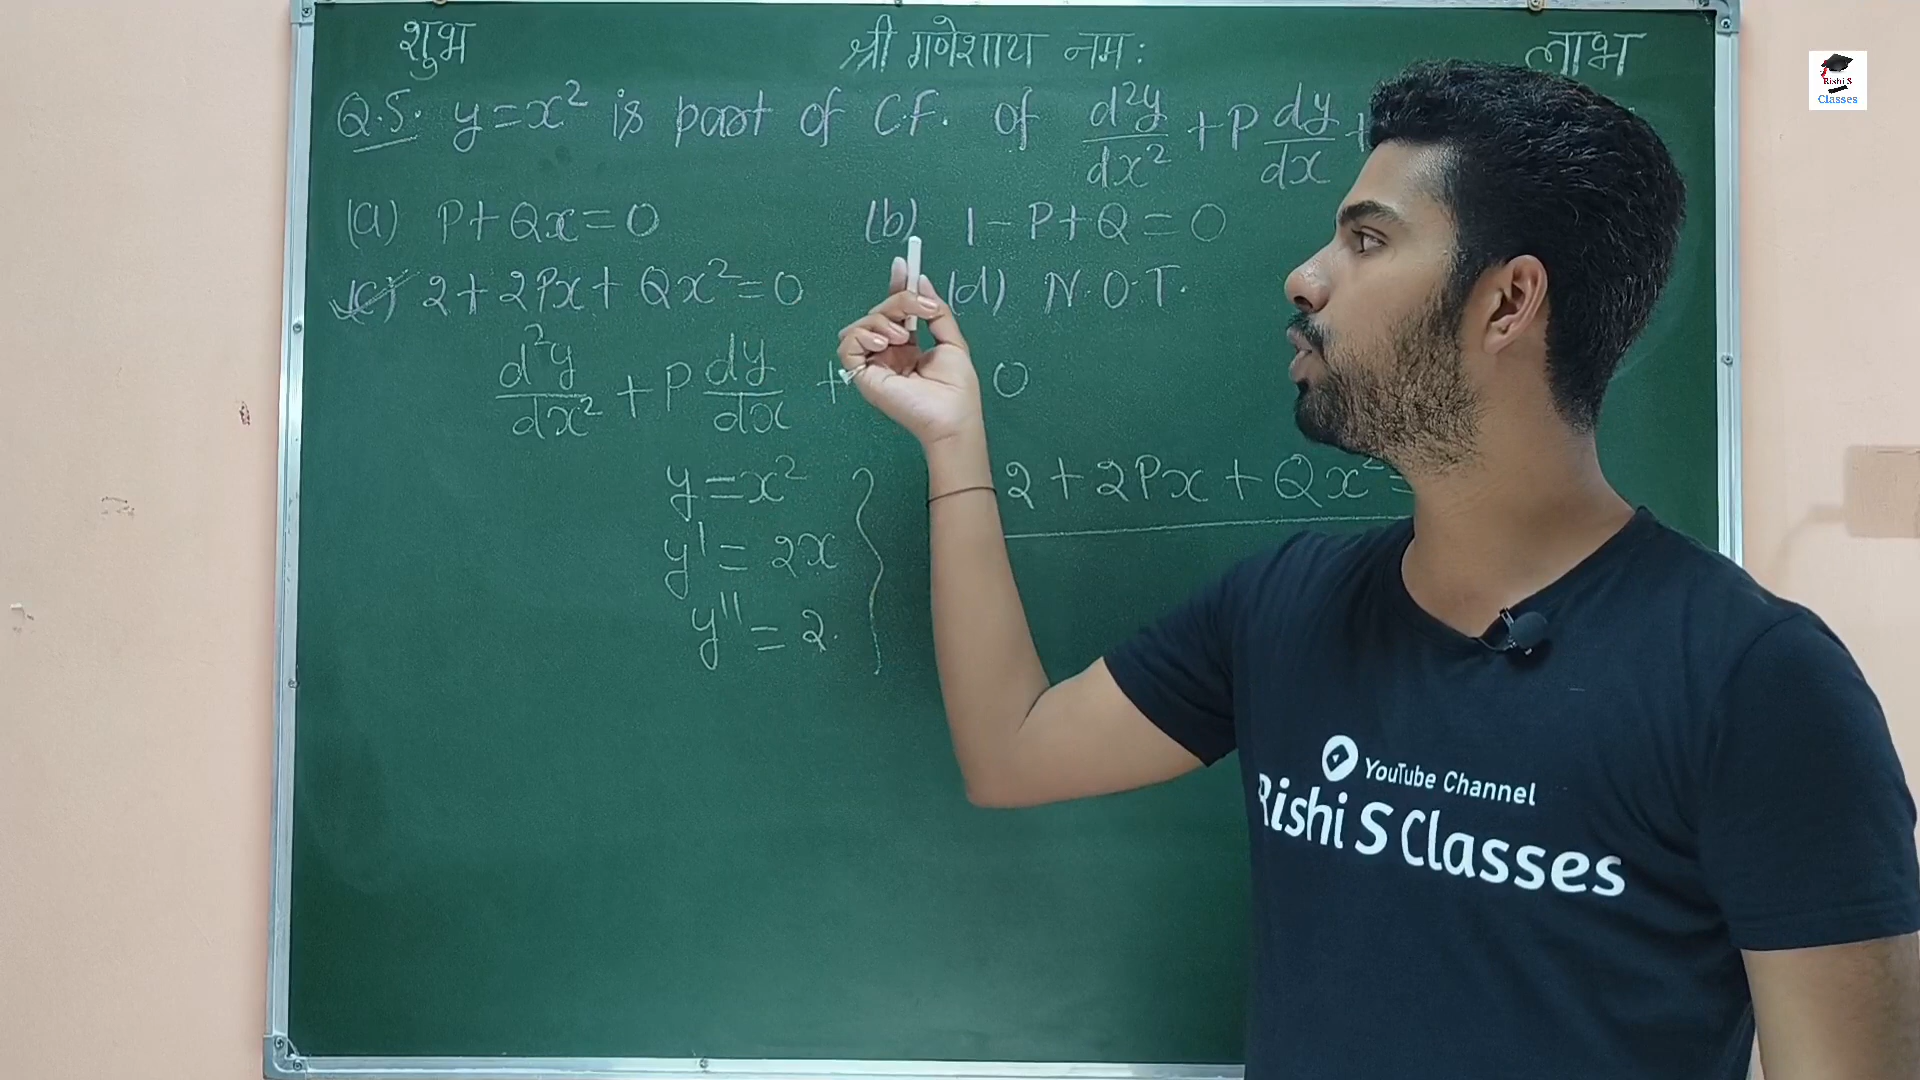 शुभ श्री गणेशाय नमः लाभ
Rishi S
Classes
Q.5. y=x² is part of C.F. of d²y/dx² + P dy/dx +
(a) P+Qx=0 (b) 1-P+Q=0
(c) 2+2Px+Qx²=0 (d) N.O.T.
d²y/dx² + P dy/dx + 0
y=x²
2+2Px+Qx²=
y'=2x
y''=2.
YouTube Channel
Rishi S Classes